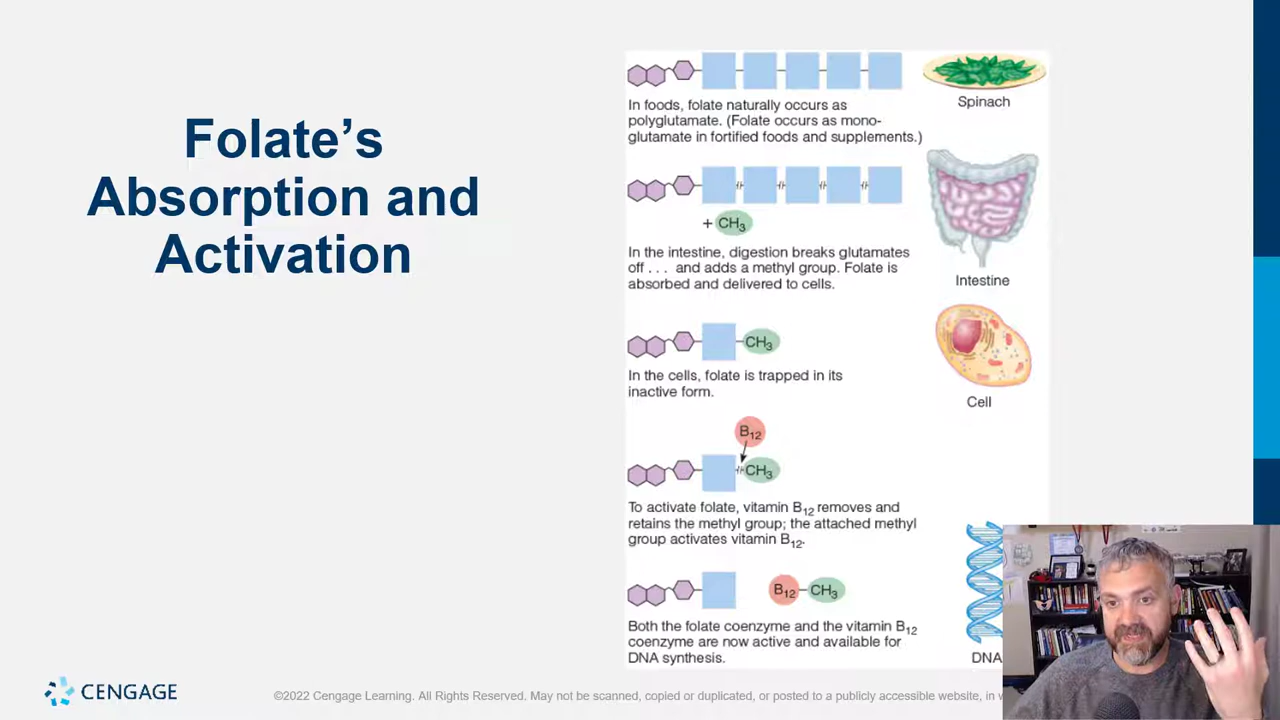 Folate’s
Absorption and
Activation
In foods, folate naturally occurs as
polyglutamate. (Folate occurs as mono-
glutamate in fortified foods and supplements.)
Spinach
+ CH₃
In the intestine, digestion breaks glutamates
off . . . and adds a methyl group. Folate is
absorbed and delivered to cells.
Intestine
CH₃
In the cells, folate is trapped in its
inactive form.
Cell
B₁₂
CH₃
To activate folate, vitamin B₁₂ removes and
retains the methyl group; the attached methyl
group activates vitamin B₁₂.
B₁₂ CH₃
Both the folate coenzyme and the vitamin B₁₂
coenzyme are now active and available for
DNA synthesis.
DNA
CENGAGE
©2022 Cengage Learning. All Rights Reserved. May not be scanned, copied or duplicated, or posted to a publicly accessible website, in